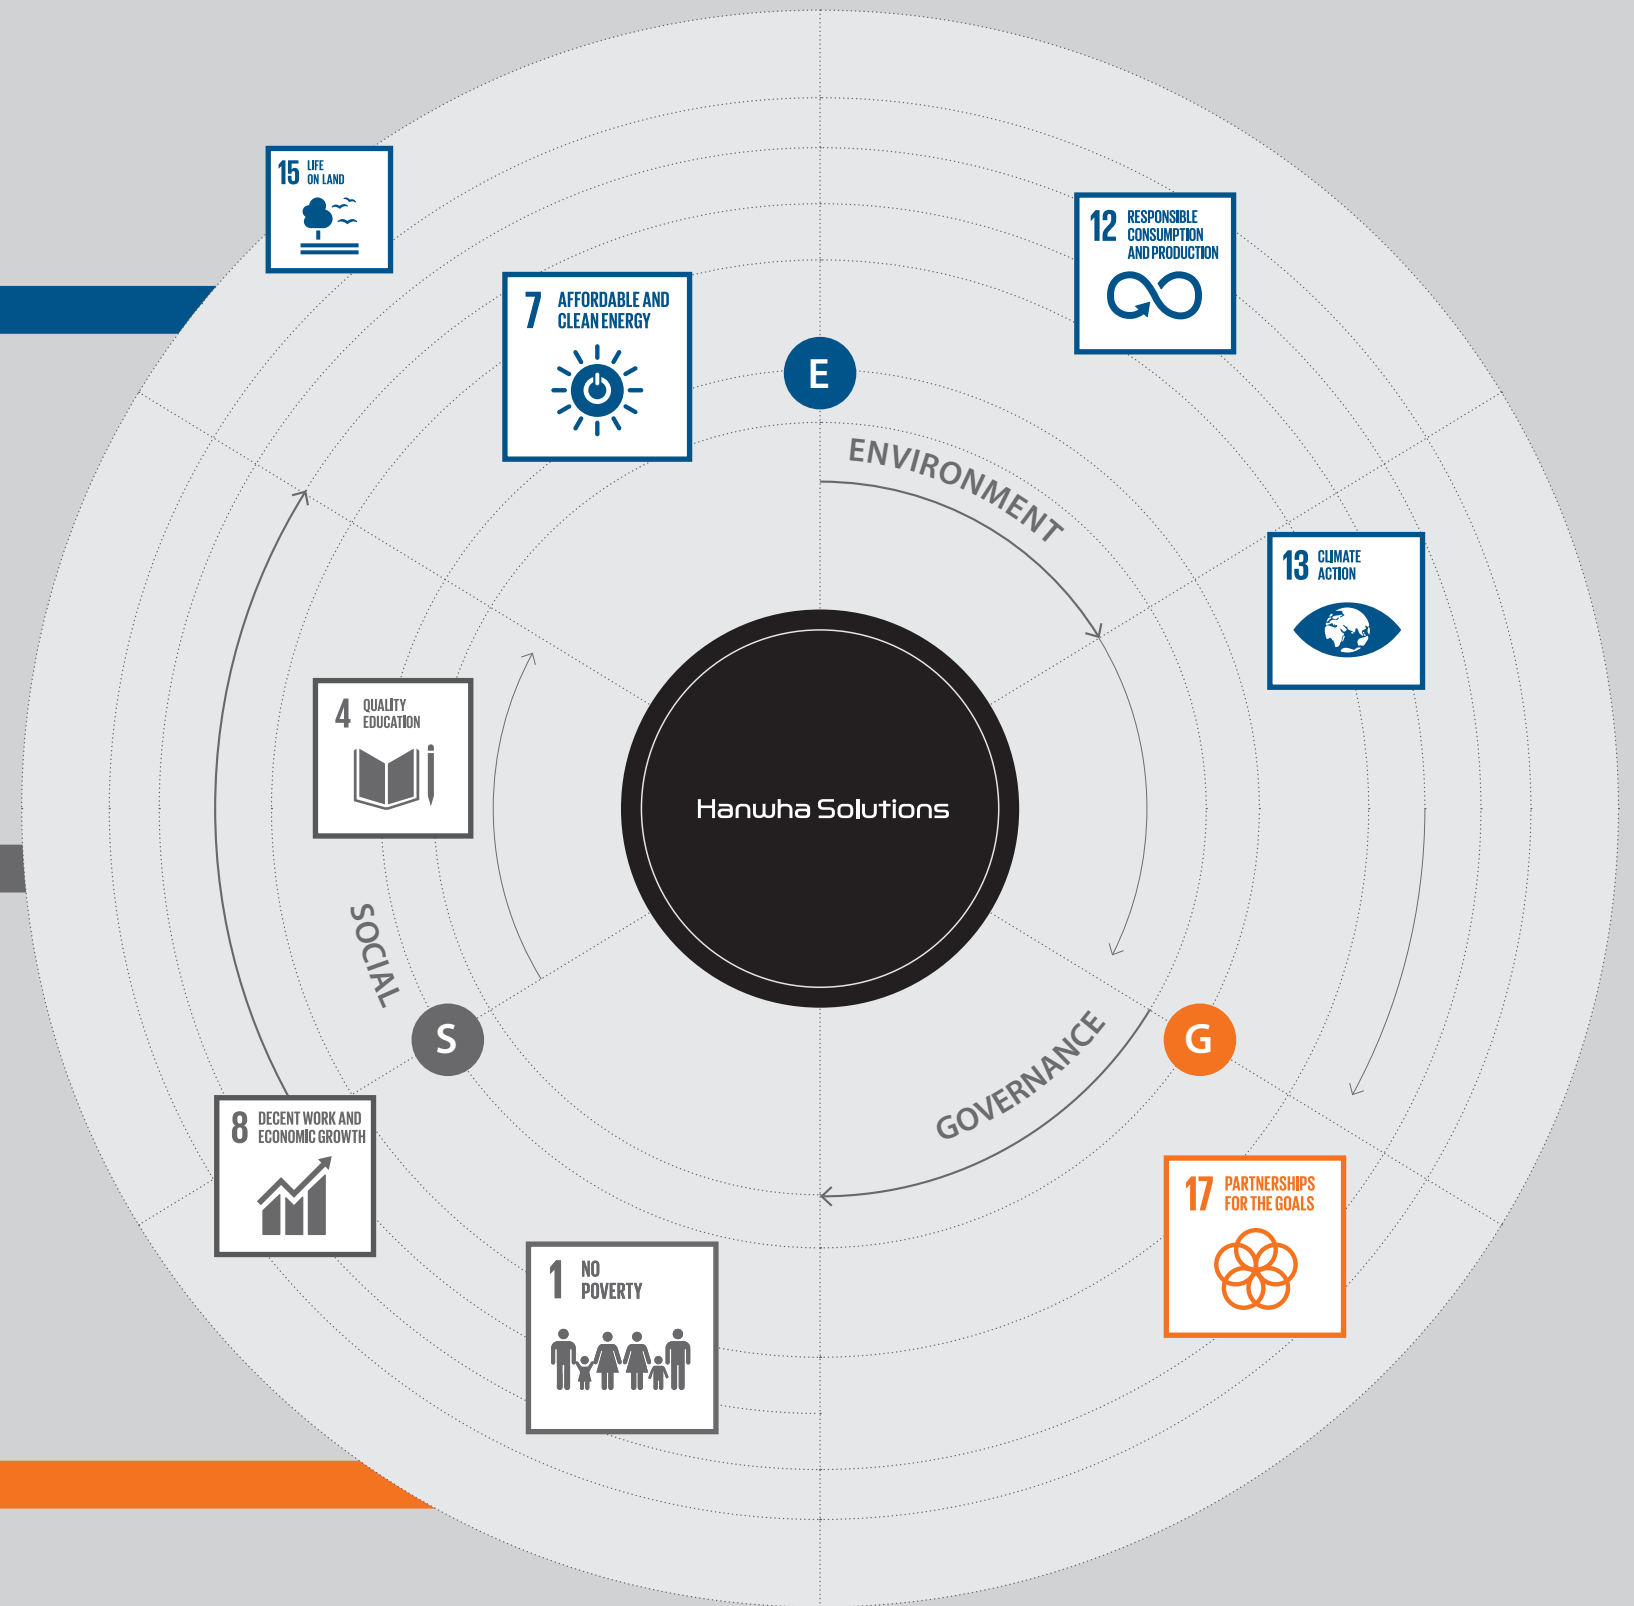 15 LIFE
ON LAND
12 RESPONSIBLE
CONSUMPTION
AND PRODUCTION
7 AFFORDABLE AND
CLEAN ENERGY
E
ENVIRONMENT
13 CLIMATE
ACTION
4 QUALITY
EDUCATION
Hanwha Solutions
SOCIAL
S
GOVERNANCE
G
8 DECENT WORK AND
ECONOMIC GROWTH
17 PARTNERSHIPS
FOR THE GOALS
1 NO
POVERTY